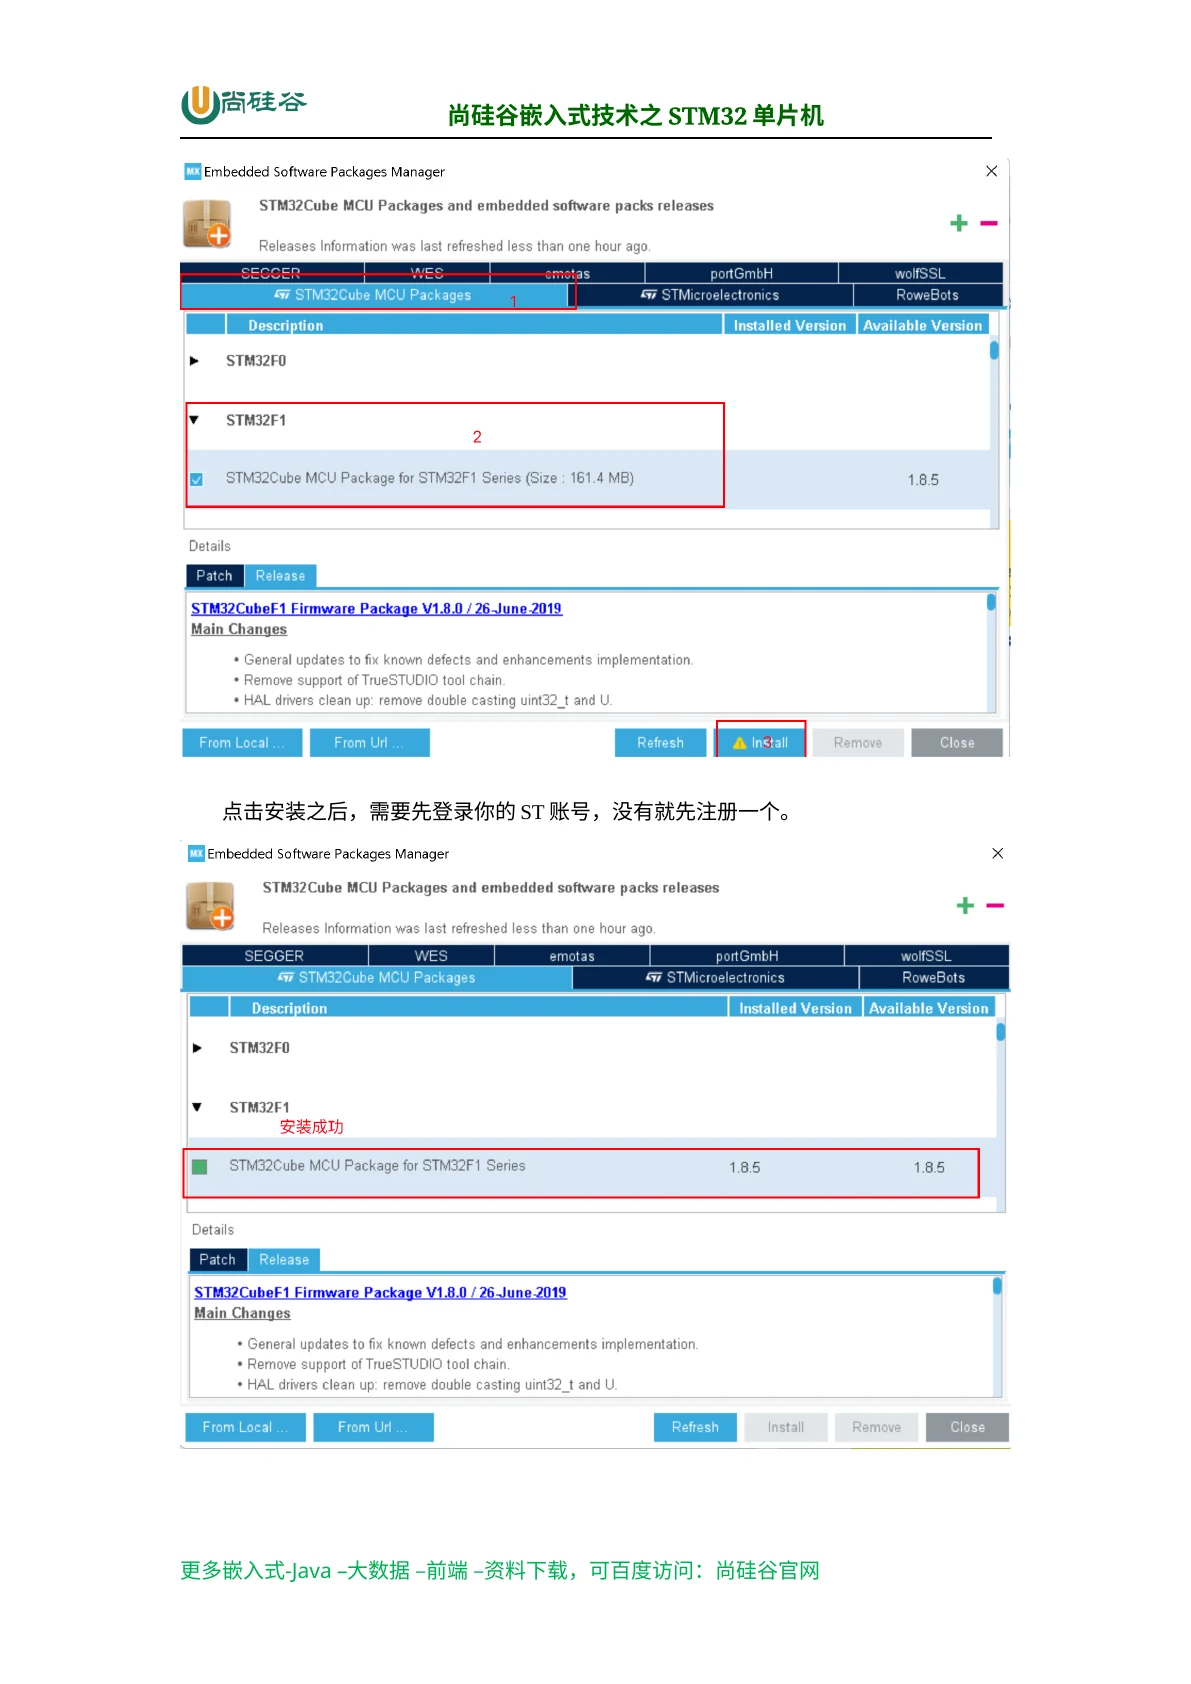 尚硅谷
尚硅谷嵌入式技术之 STM32 单片机
MX Embedded Software Packages Manager
STM32Cube MCU Packages and embedded software packs releases
Releases Information was last refreshed less than one hour ago.
SEGGER WES emotas portGmbH wolfSSL
STM32Cube MCU Packages 1 STMicroelectronics RoweBots
Description Installed Version Available Version
STM32F0
STM32F1
2
STM32Cube MCU Package for STM32F1 Series (Size : 161.4 MB) 1.8.5
Details
Patch Release
STM32CubeF1 Firmware Package V1.8.0 / 26-June-2019
Main Changes
• General updates to fix known defects and enhancements implementation.
• Remove support of TrueSTUDIO tool chain.
• HAL drivers clean up: remove double casting uint32_t and U.
From Local ... From Url ... Refresh Install 3 Remove Close
点击安装之后，需要先登录你的 ST 账号，没有就先注册一个。
MX Embedded Software Packages Manager
STM32Cube MCU Packages and embedded software packs releases
Releases Information was last refreshed less than one hour ago.
SEGGER WES emotas portGmbH wolfSSL
STM32Cube MCU Packages STMicroelectronics RoweBots
Description Installed Version Available Version
STM32F0
STM32F1
安装成功
STM32Cube MCU Package for STM32F1 Series 1.8.5 1.8.5
Details
Patch Release
STM32CubeF1 Firmware Package V1.8.0 / 26-June-2019
Main Changes
• General updates to fix known defects and enhancements implementation.
• Remove support of TrueSTUDIO tool chain.
• HAL drivers clean up: remove double casting uint32_t and U.
From Local ... From Url ... Refresh Install Remove Close
更多嵌入式-Java –大数据 –前端 –资料下载，可百度访问：尚硅谷官网